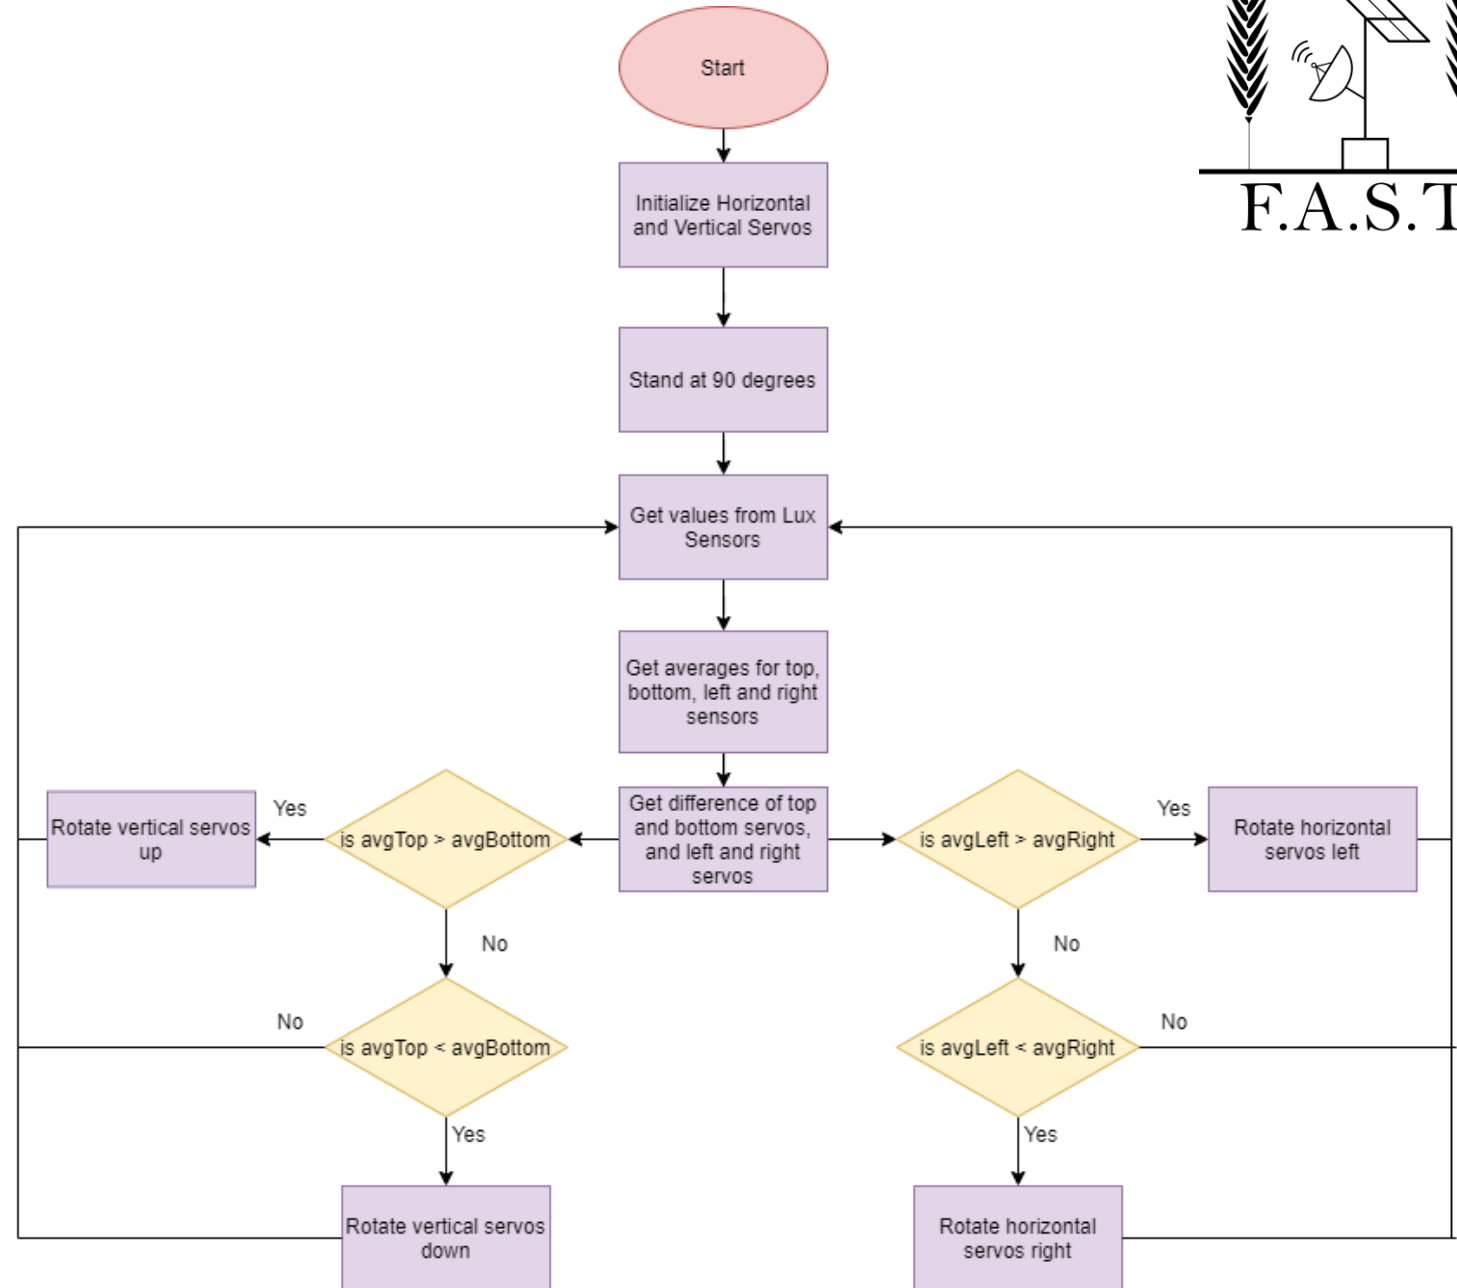 Start
F.A.S.T
Initialize Horizontal
and Vertical Servos
Stand at 90 degrees
Get values from Lux
Sensors
Get averages for top,
bottom, left and right
sensors
Get difference of top
and bottom servos,
and left and right
servos
is avgTop > avgBottom
Yes
Rotate vertical servos
up
No
is avgTop < avgBottom
No
Yes
Rotate vertical servos
down
is avgLeft > avgRight
Yes
Rotate horizontal
servos left
No
is avgLeft < avgRight
No
Yes
Rotate horizontal
servos right